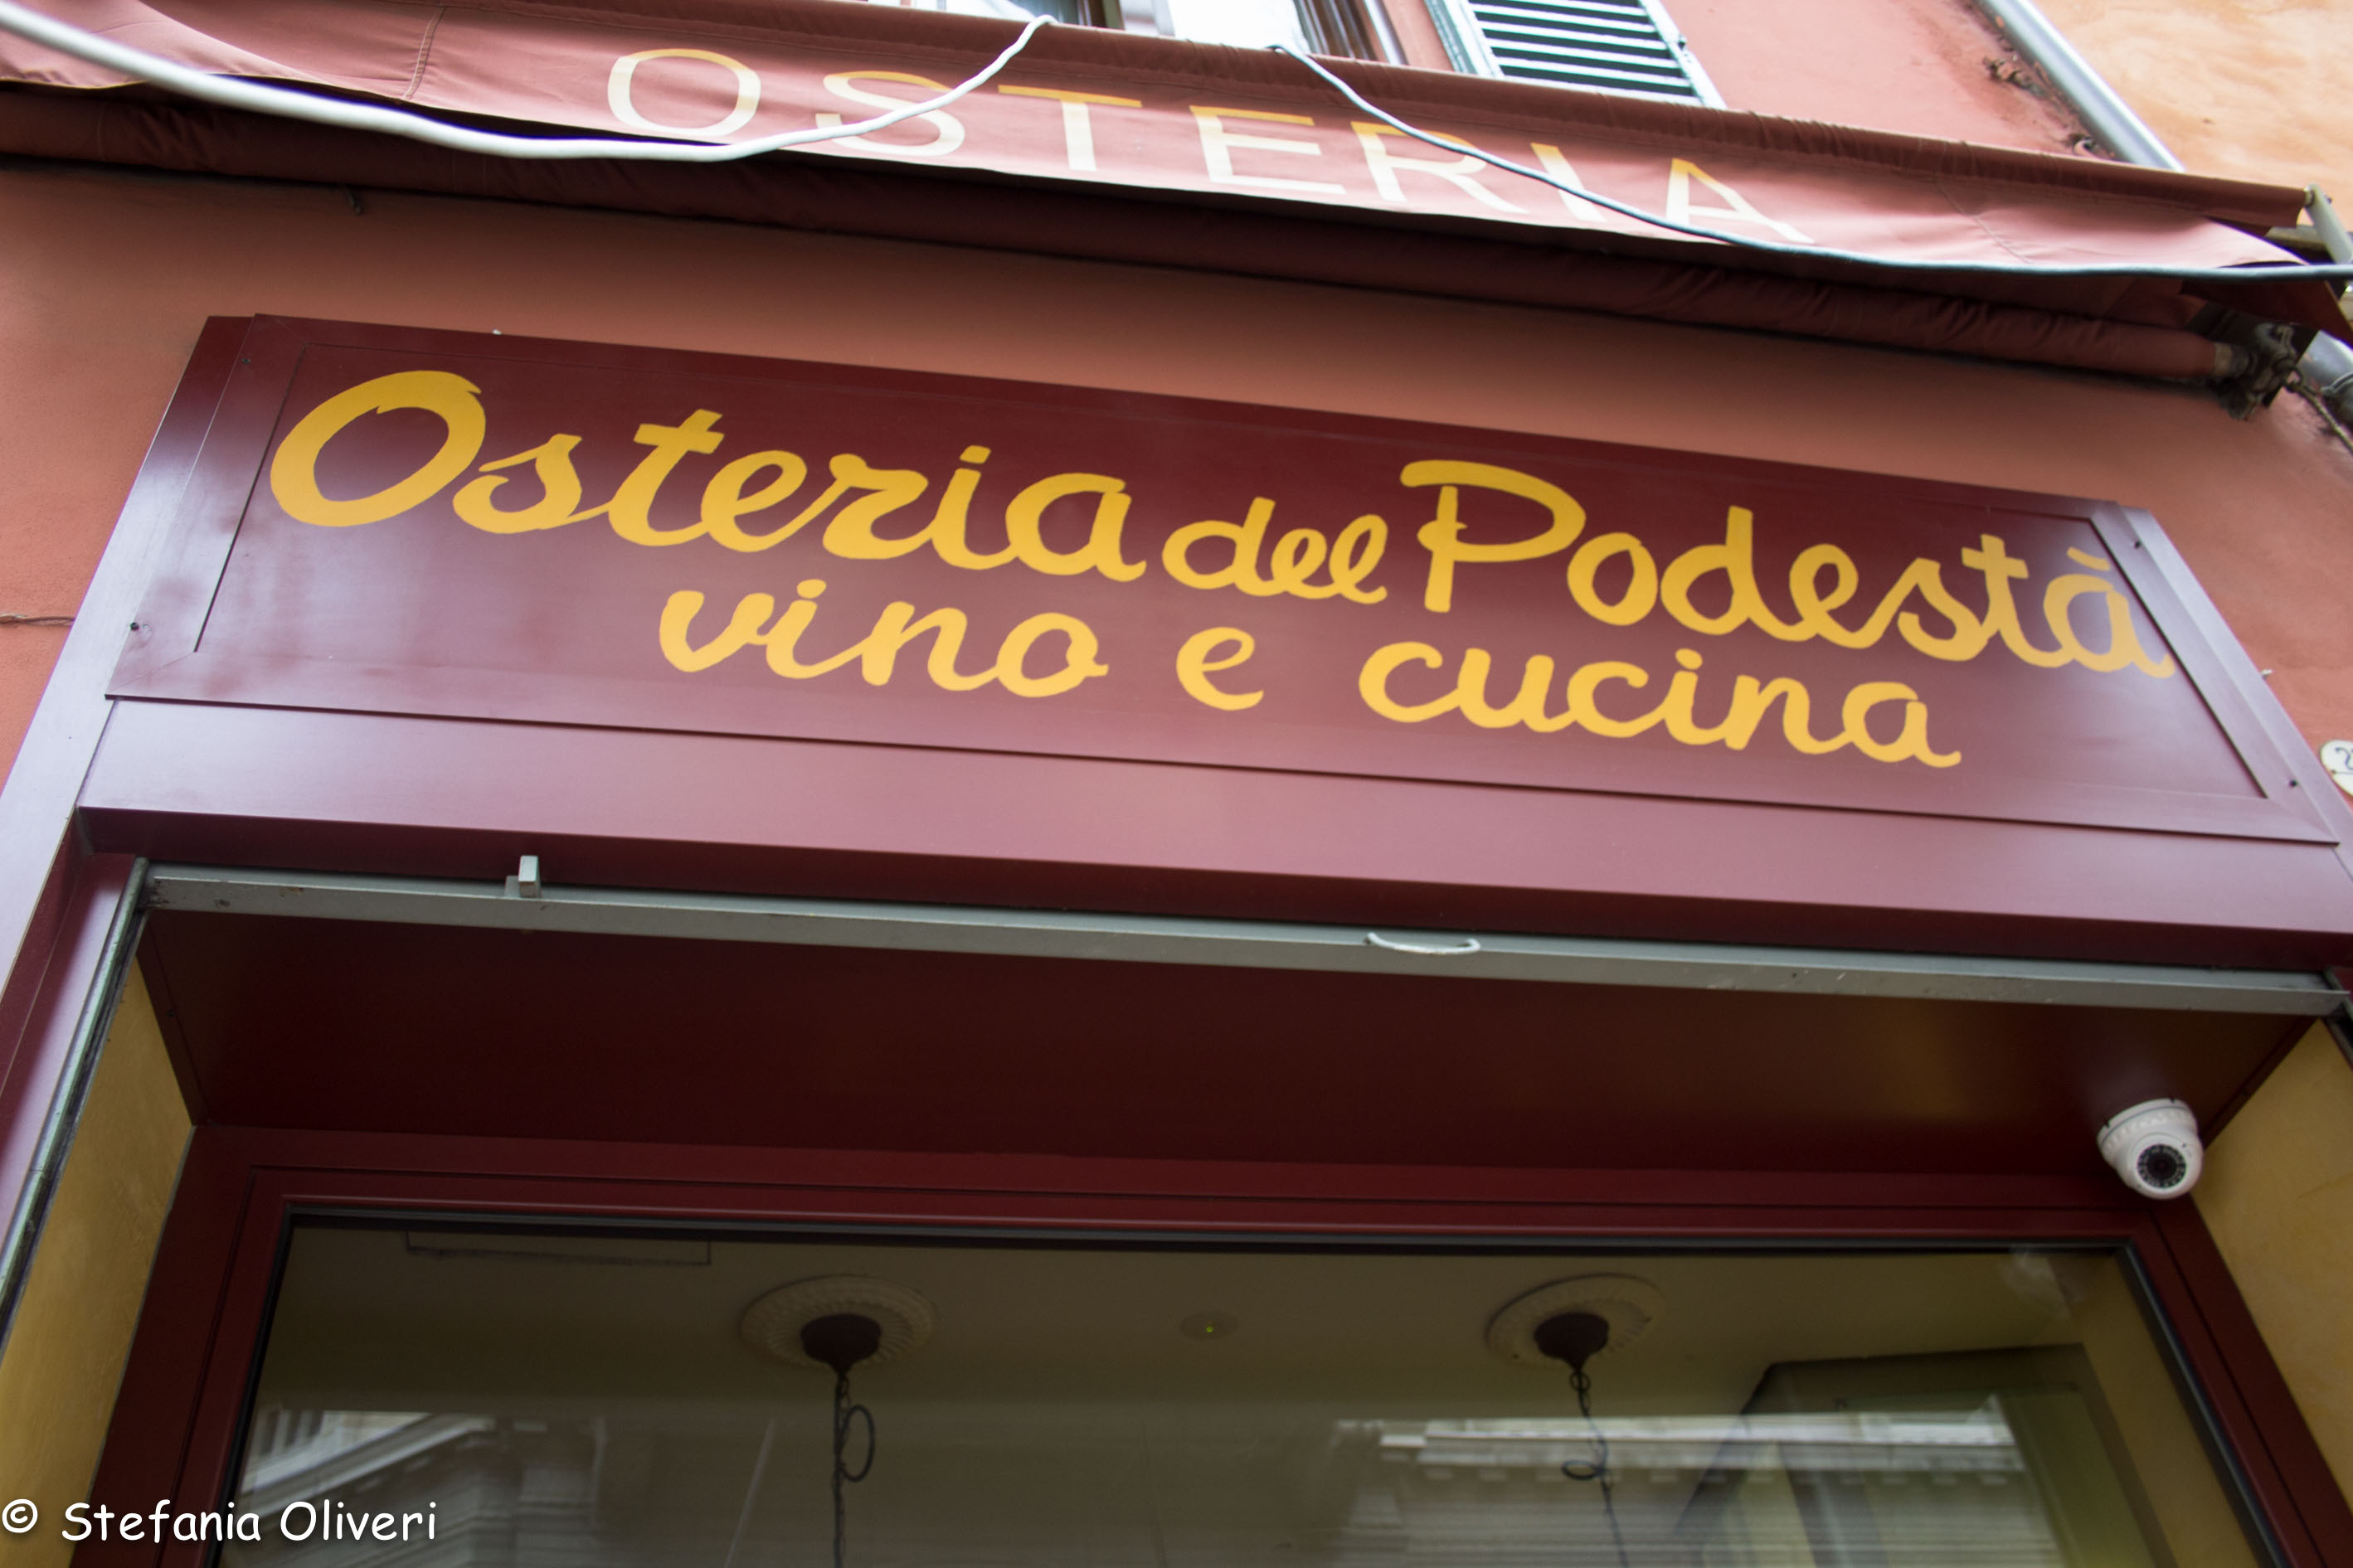 OSTERIA
Osteria del Podestà
vino e cucina
© Stefania Oliveri